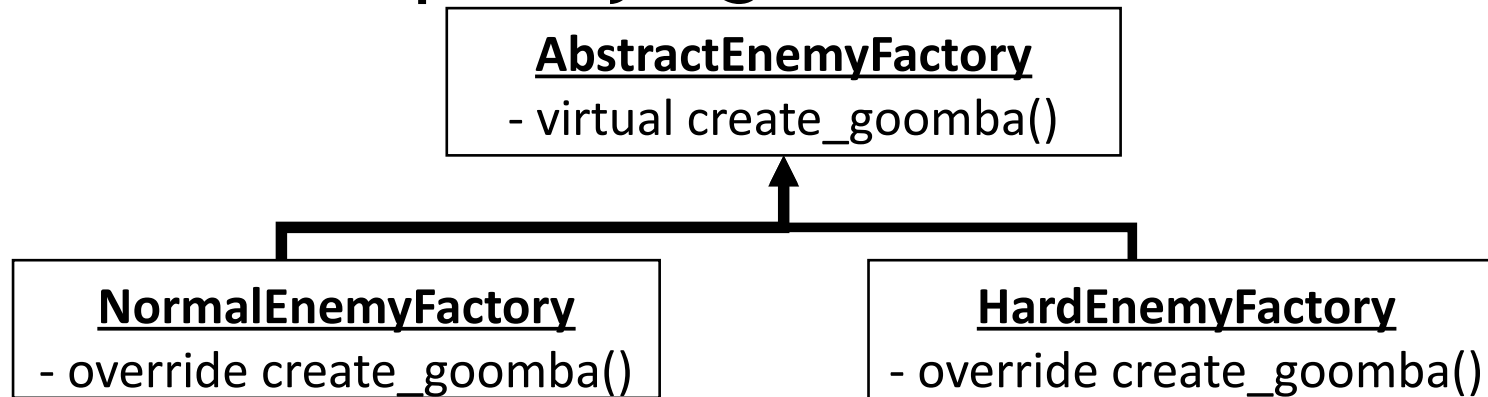 AbstractEnemyFactory
- virtual create_goomba()
NormalEnemyFactory
- override create_goomba()
HardEnemyFactory
- override create_goomba()